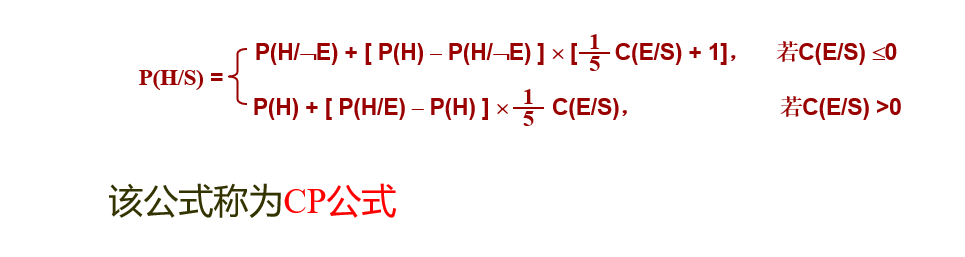 P(H/¬E) + [ P(H) – P(H/¬E) ] × [ 1/5 C(E/S) + 1], 若C(E/S) ≤0
P(H/S) =
P(H) + [ P(H/E) – P(H) ] × 1/5 C(E/S), 若C(E/S) >0
该公式称为CP公式